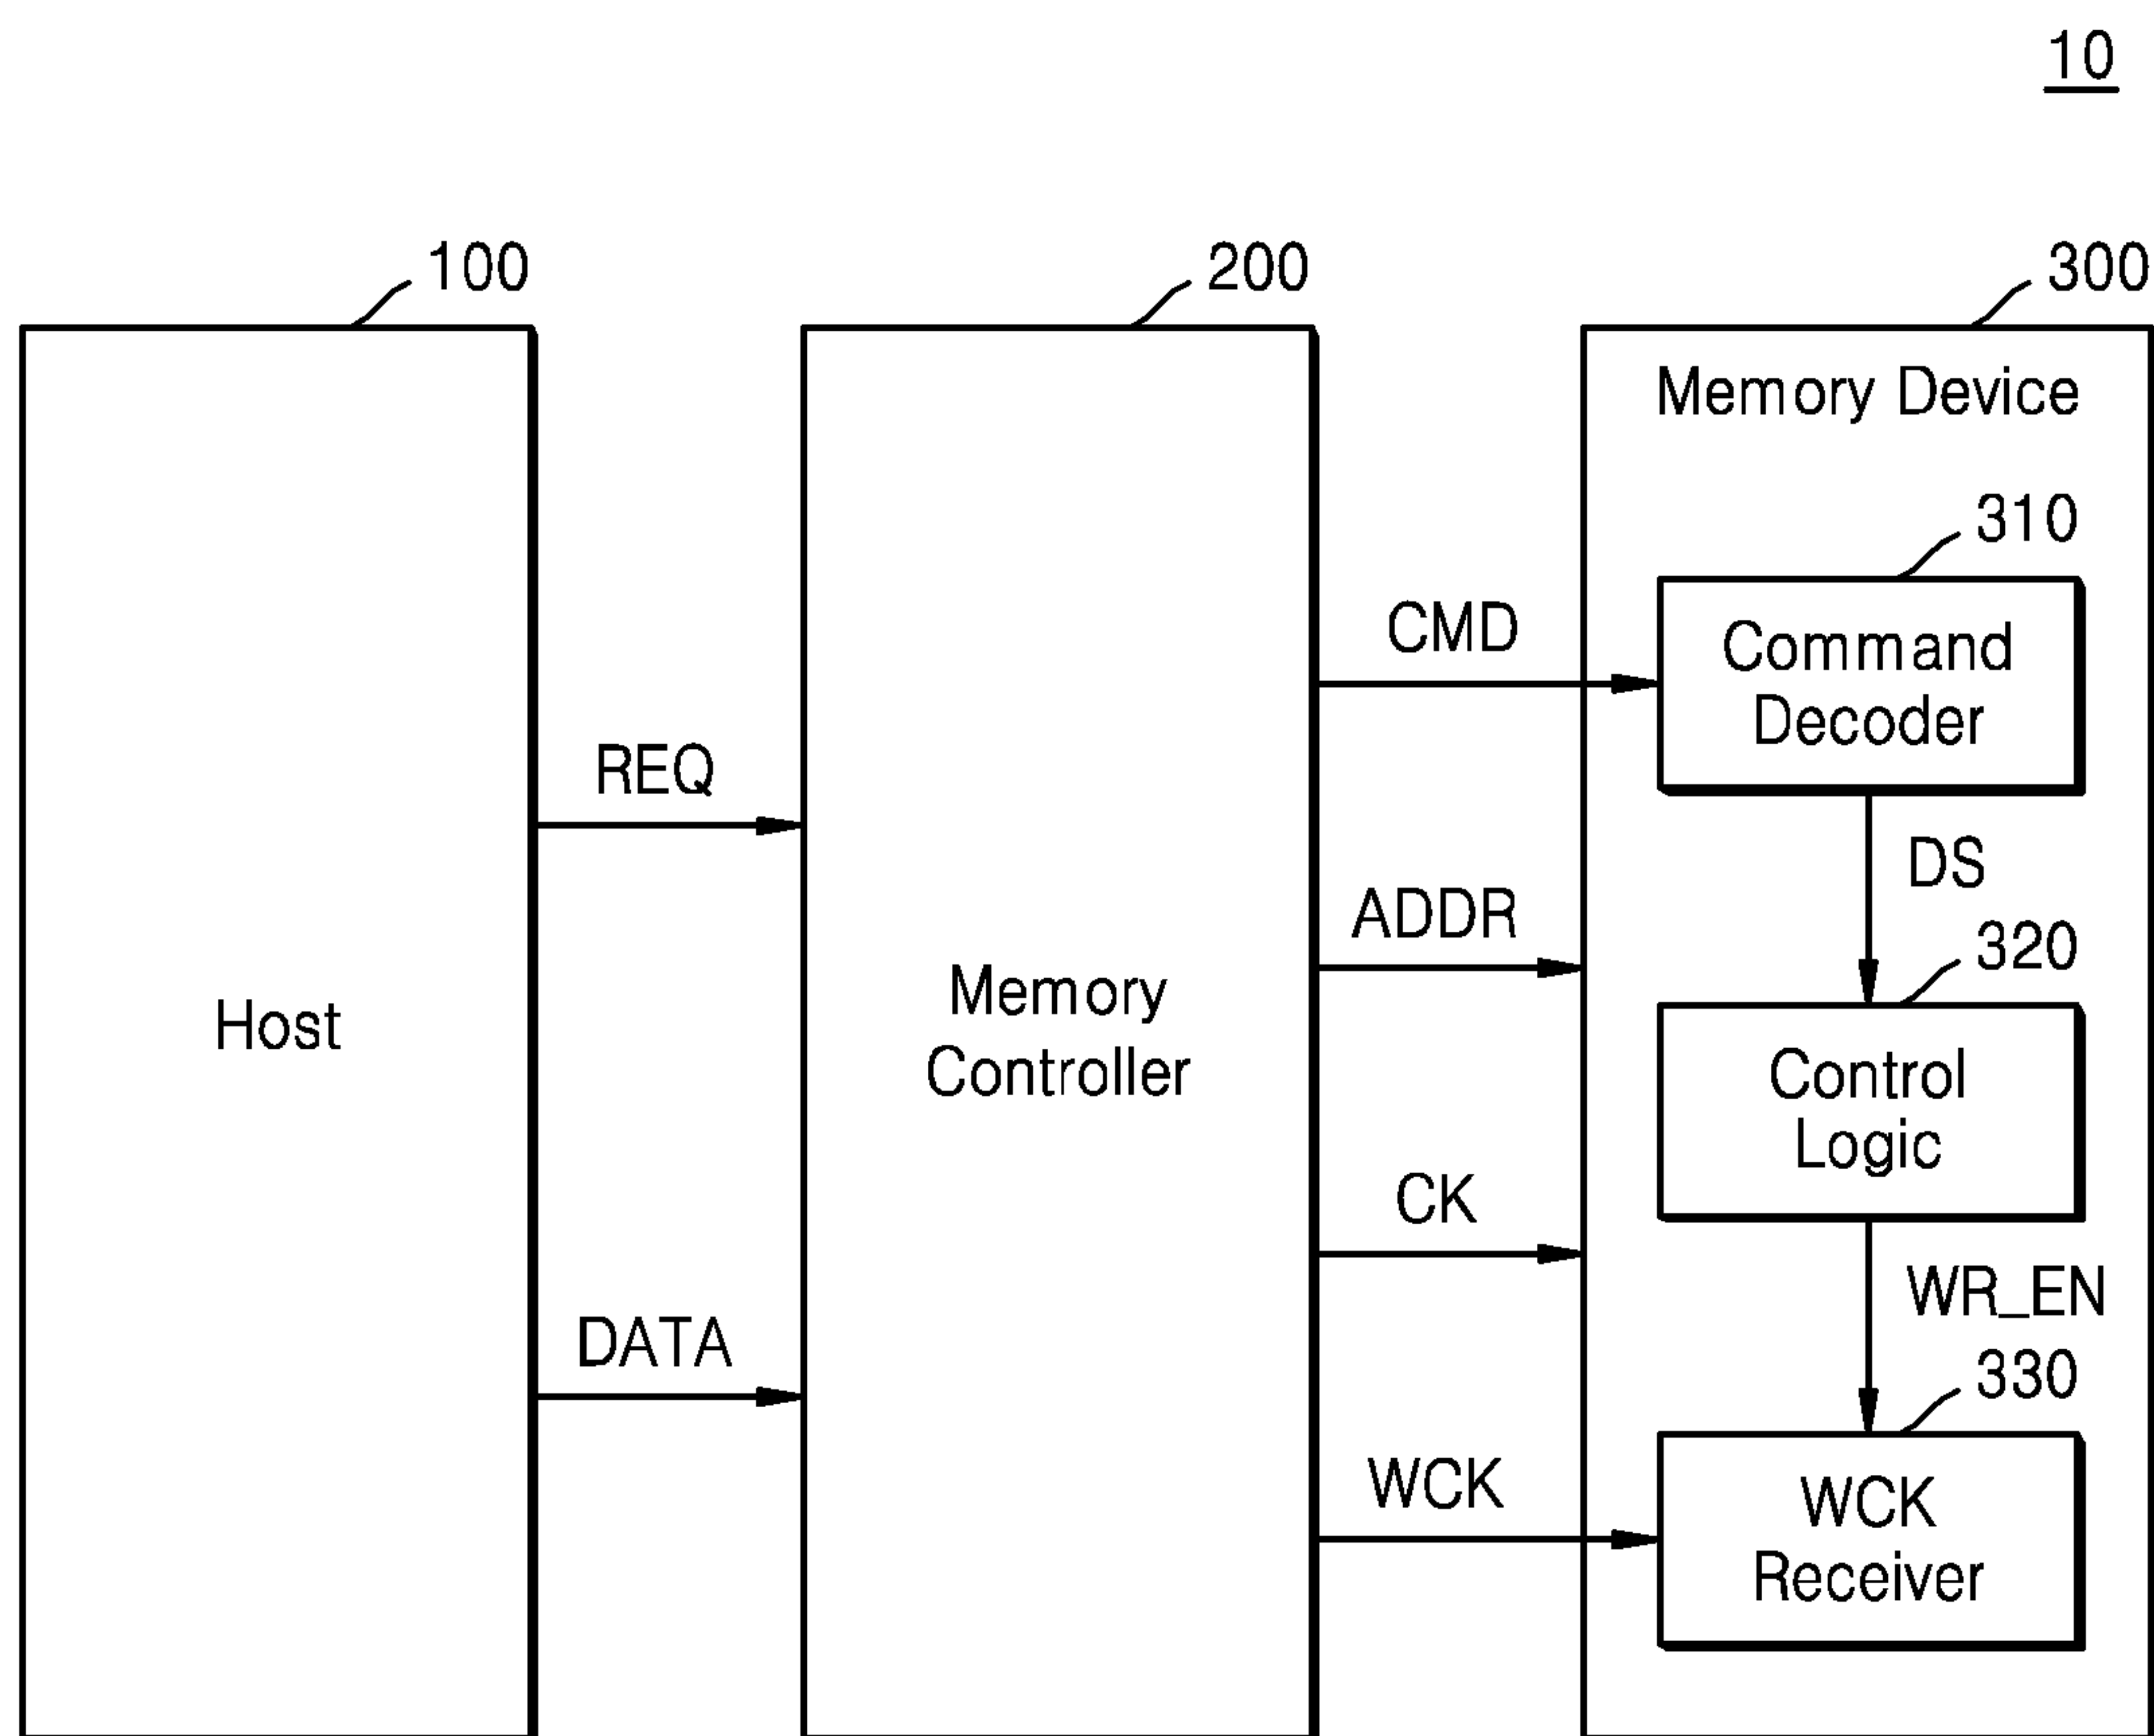 10
100
200
300
Memory Device
310
CMD
Command
Decoder
REQ
DS
ADDR
320
Memory
Controller
Host
Control
Logic
CK
WR_EN
DATA
330
WCK
WCK
Receiver